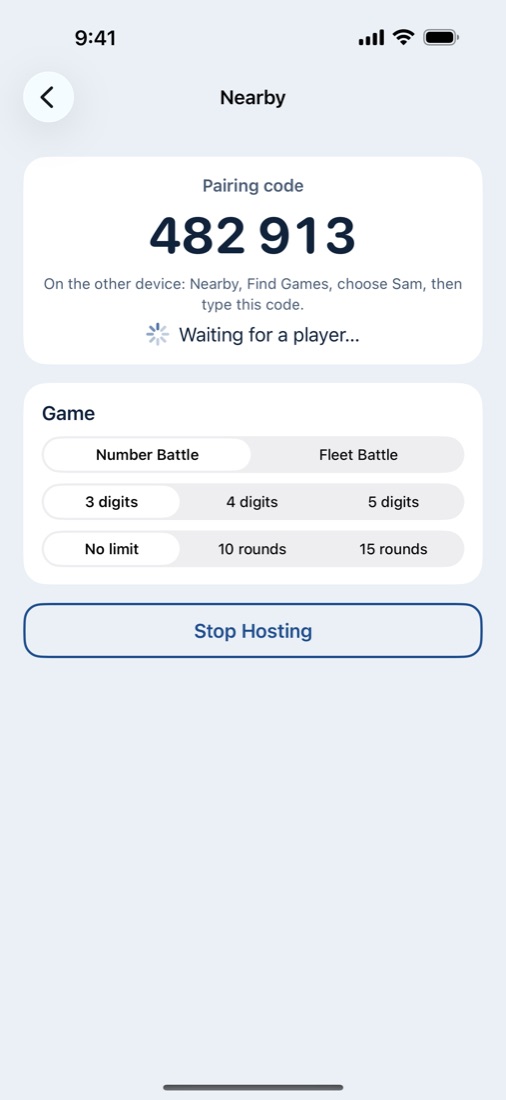 9:41
Nearby
Pairing code
482 913
On the other device: Nearby, Find Games, choose Sam, then
type this code.
Waiting for a player...
Game
Number Battle Fleet Battle
3 digits 4 digits 5 digits
No limit 10 rounds 15 rounds
Stop Hosting